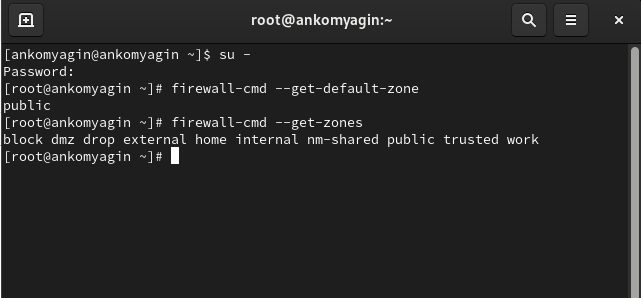 root@ankomyagin:~
[ankomyagin@ankomyagin ~]$ su -
Password:
[root@ankomyagin ~]# firewall-cmd --get-default-zone
public
[root@ankomyagin ~]# firewall-cmd --get-zones
block dmz drop external home internal nm-shared public trusted work
[root@ankomyagin ~]#